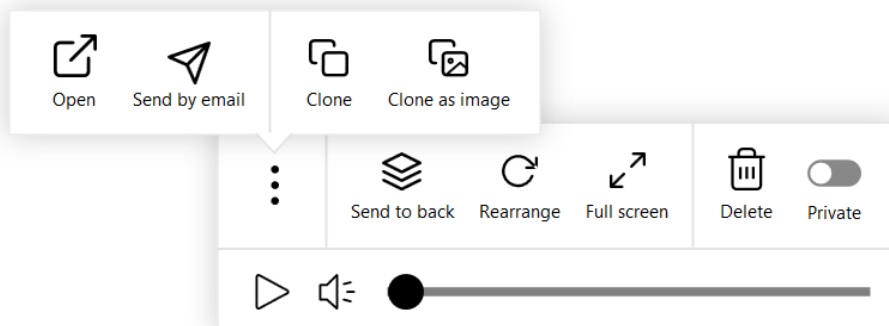 Open
Send by email
Clone
Clone as image
Send to back
Rearrange
Full screen
Delete
Private